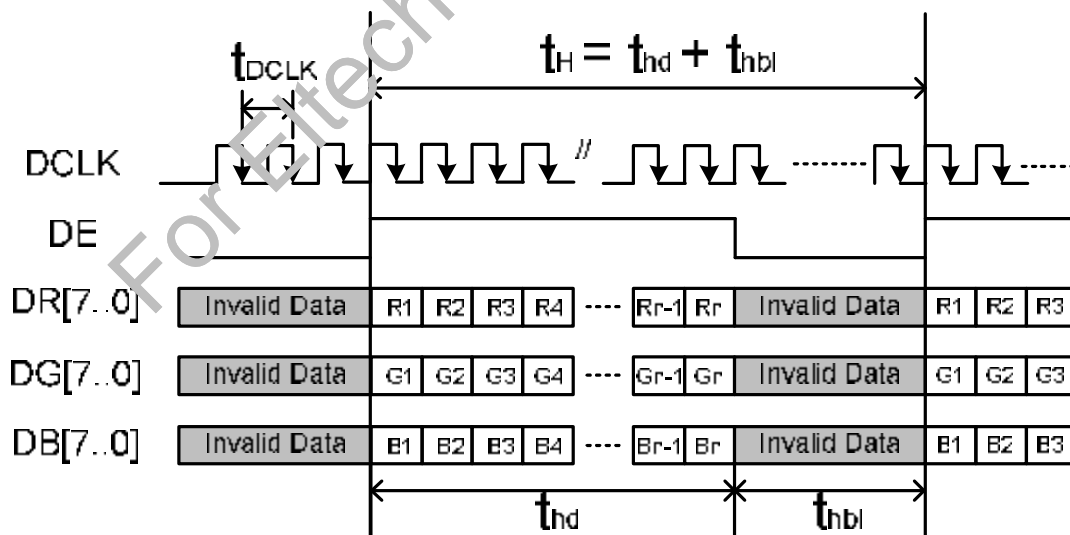 For Eltech
tDCLK
tH = thd + thbl
DCLK //
DE
DR[7..0] Invalid Data R1 R2 R3 R4 ---- Rr-1 Rr Invalid Data R1 R2 R3
DG[7..0] Invalid Data G1 G2 G3 G4 ---- Gr-1 Gr Invalid Data G1 G2 G3
DB[7..0] Invalid Data B1 B2 B3 B4 ---- Br-1 Br Invalid Data B1 B2 B3
thd thbl